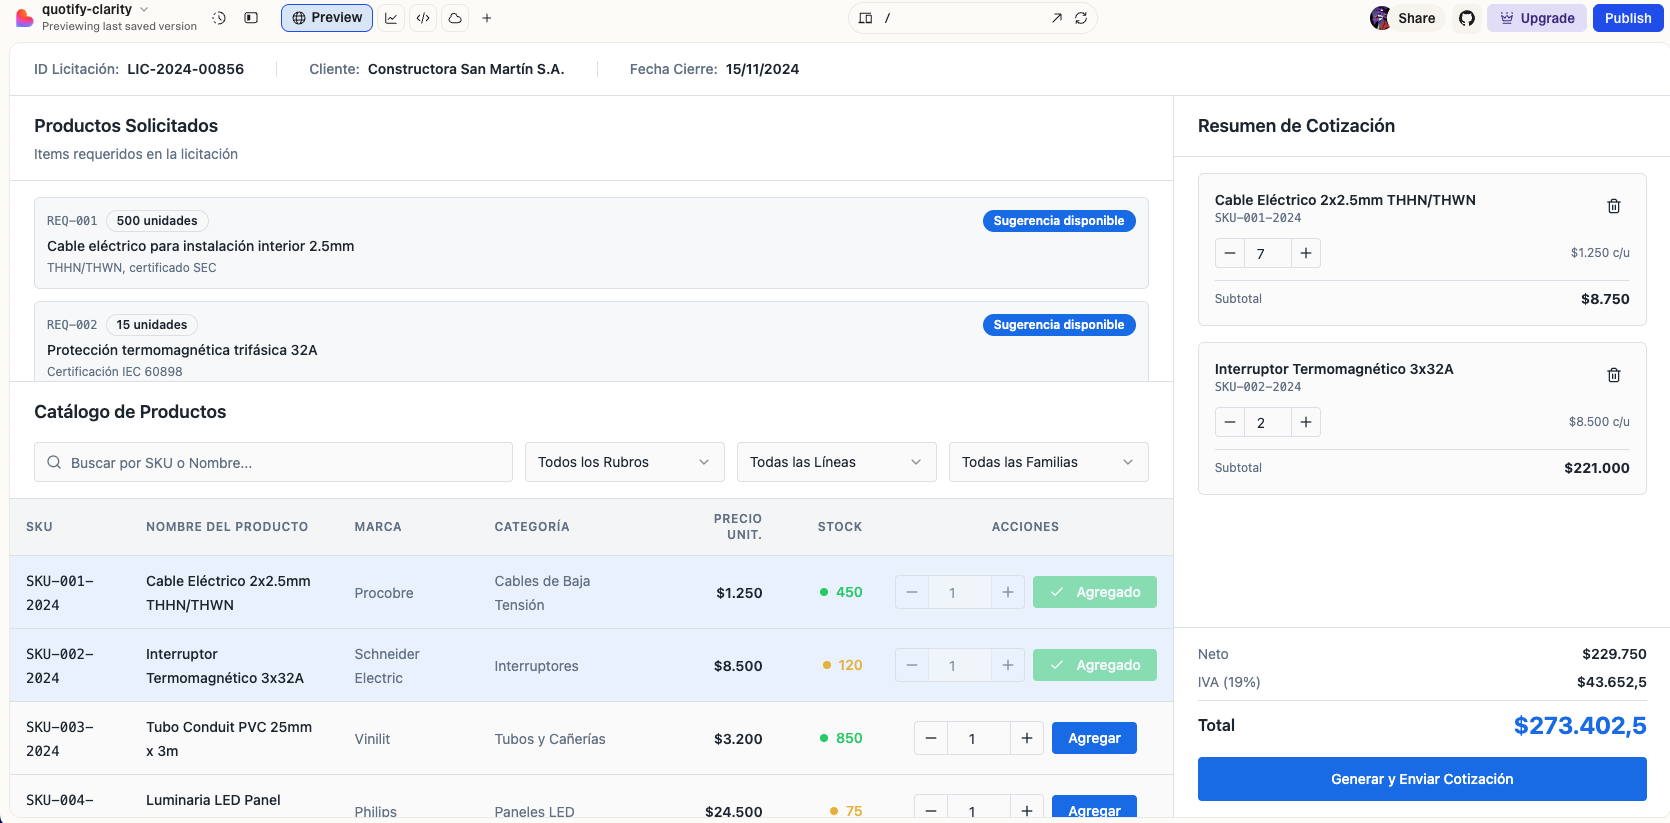 quotify-clarity
Previewing last saved version
Preview
/
Share
Upgrade
Publish
ID Licitación: LIC-2024-00856
Cliente: Constructora San Martín S.A.
Fecha Cierre: 15/11/2024
Productos Solicitados
Items requeridos en la licitación
REQ-001 500 unidades Sugerencia disponible
Cable eléctrico para instalación interior 2.5mm
THHN/THWN, certificado SEC
REQ-002 15 unidades Sugerencia disponible
Protección termomagnética trifásica 32A
Certificación IEC 60898
Catálogo de Productos
Buscar por SKU o Nombre...
Todos los Rubros
Todas las Líneas
Todas las Familias
SKU NOMBRE DEL PRODUCTO MARCA CATEGORÍA PRECIO UNIT. STOCK ACCIONES
SKU-001-2024 Cable Eléctrico 2x2.5mm THHN/THWN Procobre Cables de Baja Tensión $1.250 450 1 Agregado
SKU-002-2024 Interruptor Termomagnético 3x32A Schneider Electric Interruptores $8.500 120 1 Agregado
SKU-003-2024 Tubo Conduit PVC 25mm x 3m Vinilit Tubos y Cañerías $3.200 850 1 Agregar
SKU-004- Luminaria LED Panel Philips Paneles LED $24.500 75 1 Agregar
Resumen de Cotización
Cable Eléctrico 2x2.5mm THHN/THWN
SKU-001-2024
7 $1.250 c/u
Subtotal $8.750
Interruptor Termomagnético 3x32A
SKU-002-2024
2 $8.500 c/u
Subtotal $221.000
Neto $229.750
IVA (19%) $43.652,5
Total $273.402,5
Generar y Enviar Cotización